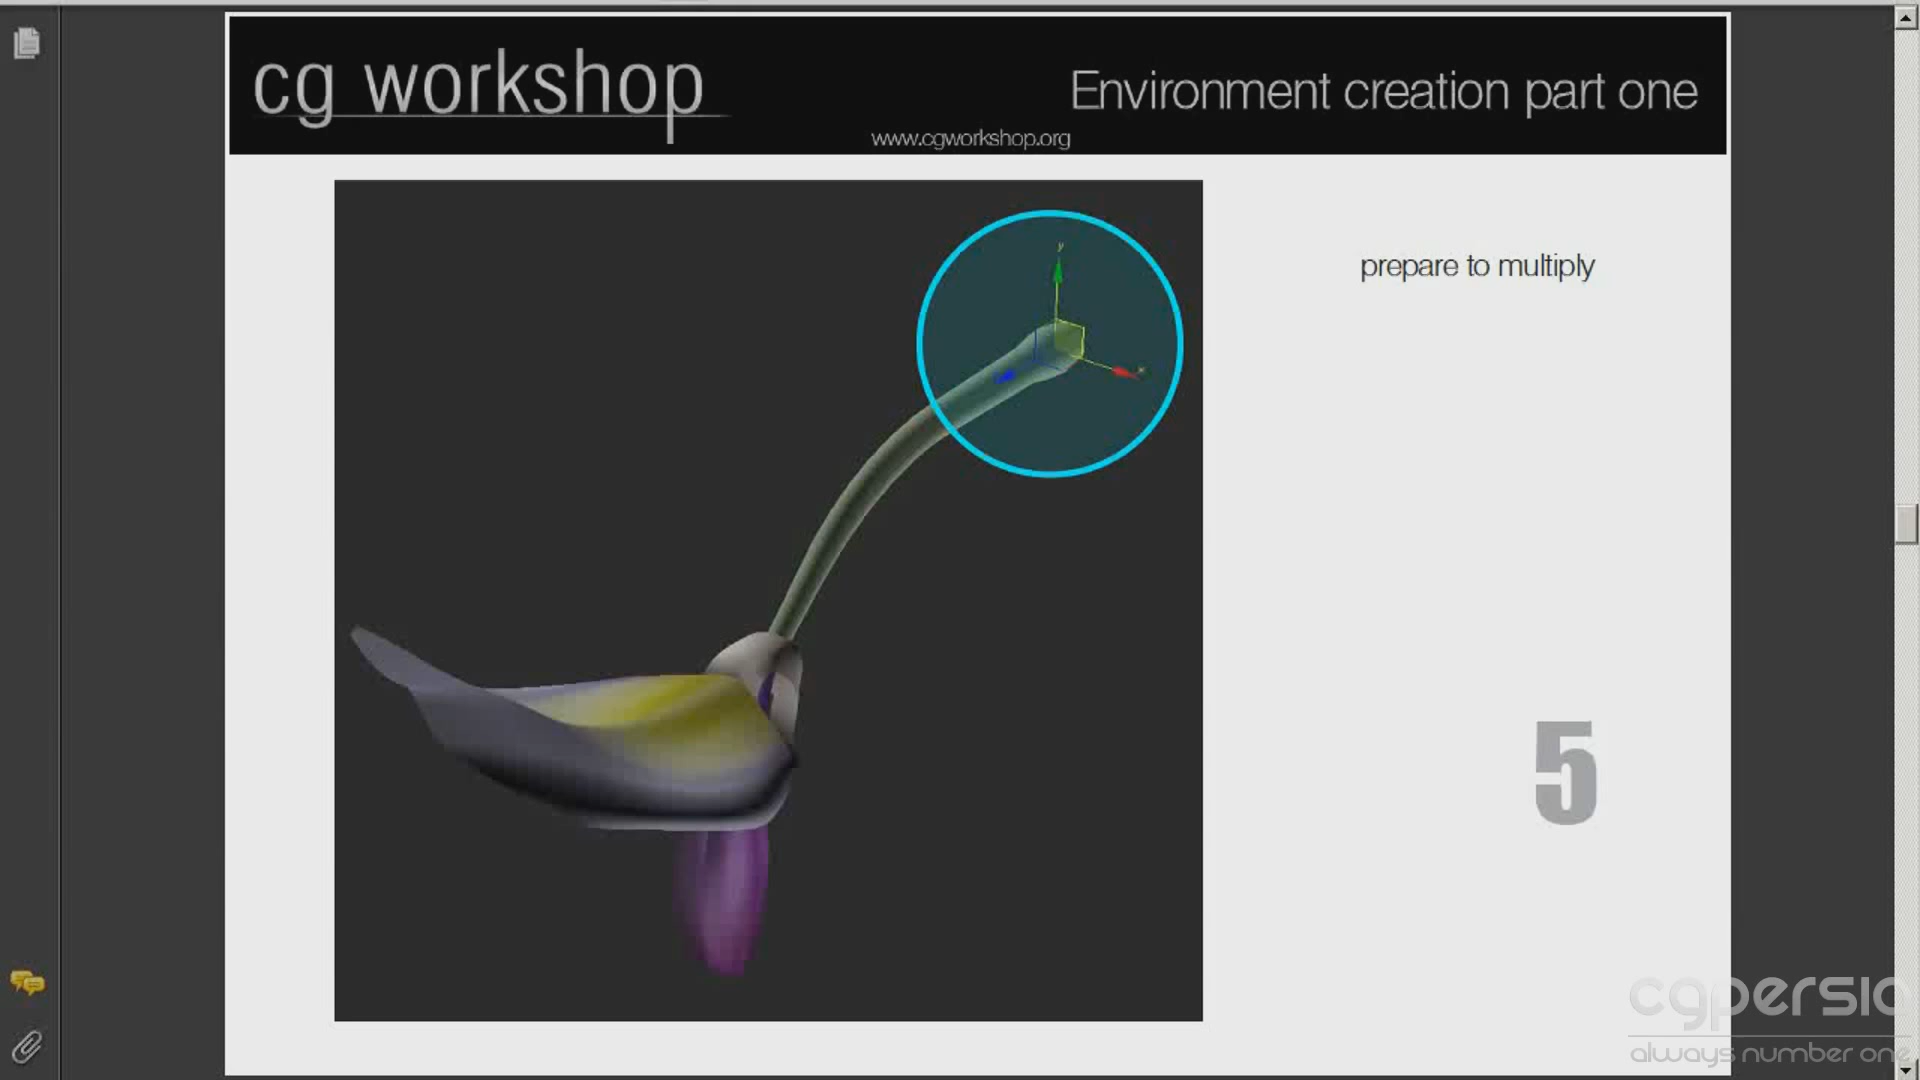 cg workshop
Environment creation part one
www.cgworkshop.org
y
x
prepare to multiply
5
cgpersia
always number one